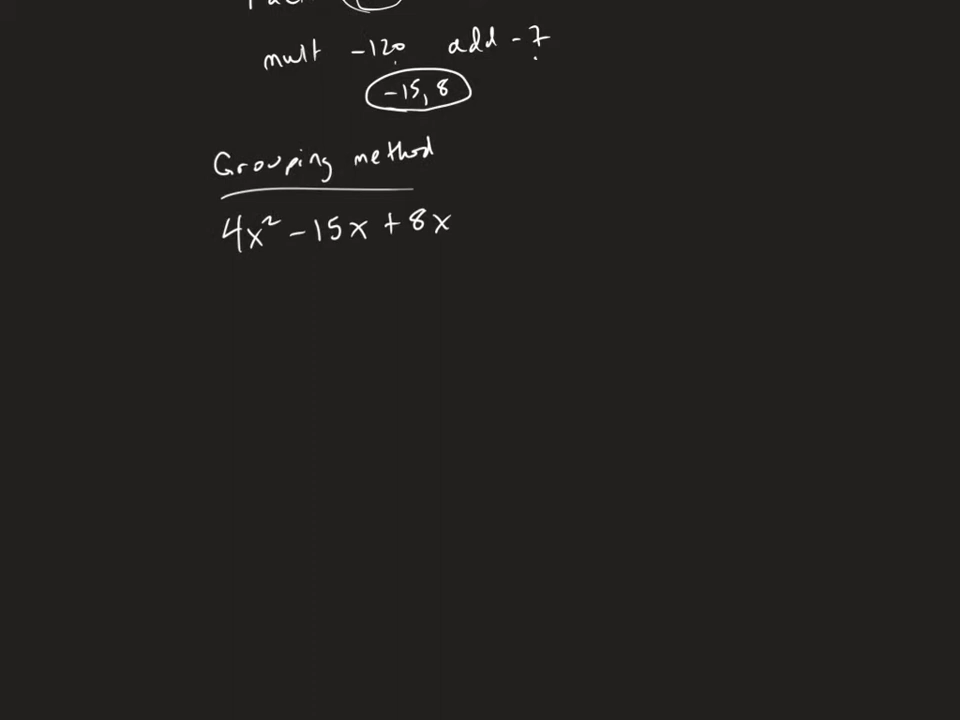 mult -120 add -7
-15, 8
Grouping method
4x² - 15x + 8x